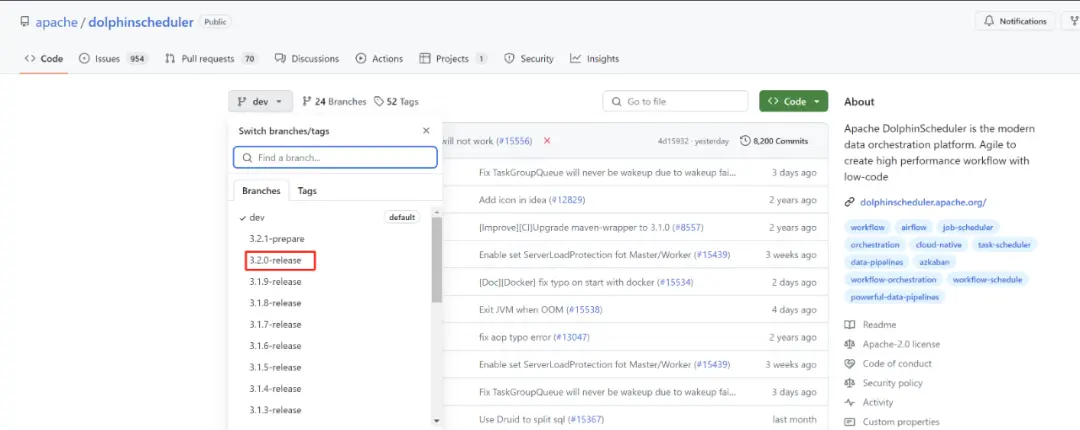 apache / dolphinscheduler Public
Notifications
Code Issues 954 Pull requests 70 Discussions Actions Projects 1 Security Insights
dev 24 Branches 52 Tags
Go to file
Code
Switch branches/tags
Find a branch...
Branches Tags
dev default
3.2.1-prepare
3.2.0-release
3.1.9-release
3.1.8-release
3.1.7-release
3.1.6-release
3.1.5-release
3.1.4-release
3.1.3-release
will not work (#15556) 4d15932 · yesterday 8,200 Commits
Fix TaskGroupQueue will never be wakeup due to wakeup fai... 3 days ago
Add icon in idea (#12829) 2 years ago
[Improve][CI]Upgrade maven-wrapper to 3.1.0 (#8557) 2 years ago
Enable set ServerLoadProtection fot Master/Worker (#15439) 3 weeks ago
[Doc][Docker] fix typo on start with docker (#15534) 2 days ago
Exit JVM when OOM (#15538) 4 days ago
fix aop typo error (#13047) 2 years ago
Enable set ServerLoadProtection fot Master/Worker (#15439) 3 weeks ago
Fix TaskGroupQueue will never be wakeup due to wakeup fai... 3 days ago
Use Druid to split sql (#15367) last month
About
Apache DolphinScheduler is the modern
data orchestration platform. Agile to
create high performance workflow with
low-code
dolphinscheduler.apache.org/
workflow airflow job-scheduler
orchestration cloud-native task-scheduler
data-pipelines azkaban
workflow-orchestration workflow-schedule
powerful-data-pipelines
Readme
Apache-2.0 license
Code of conduct
Security policy
Activity
Custom properties